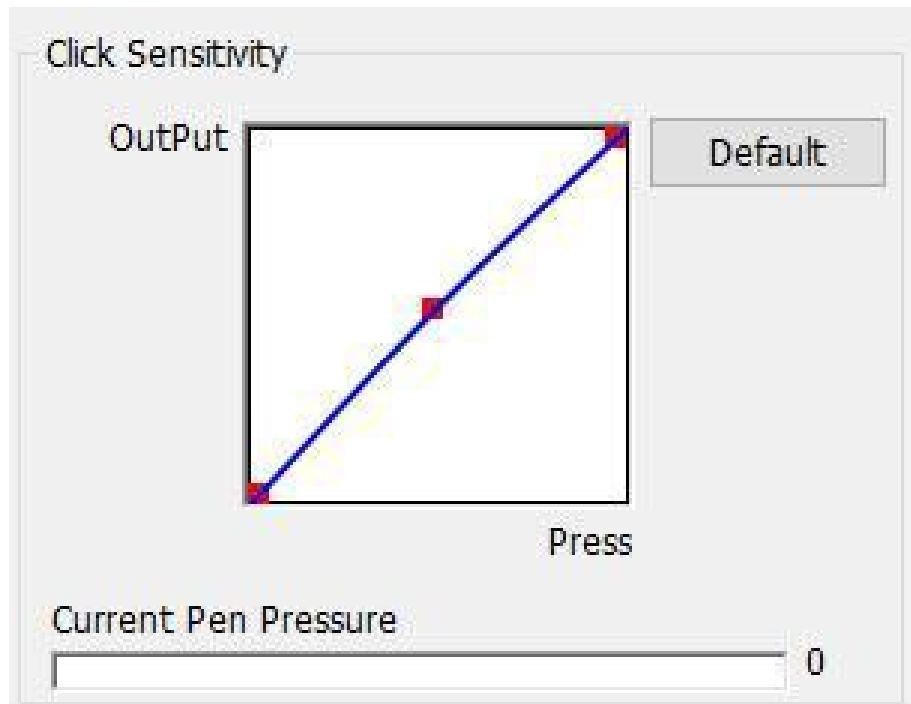 Click Sensitivity
OutPut
Default
Press
Current Pen Pressure
0